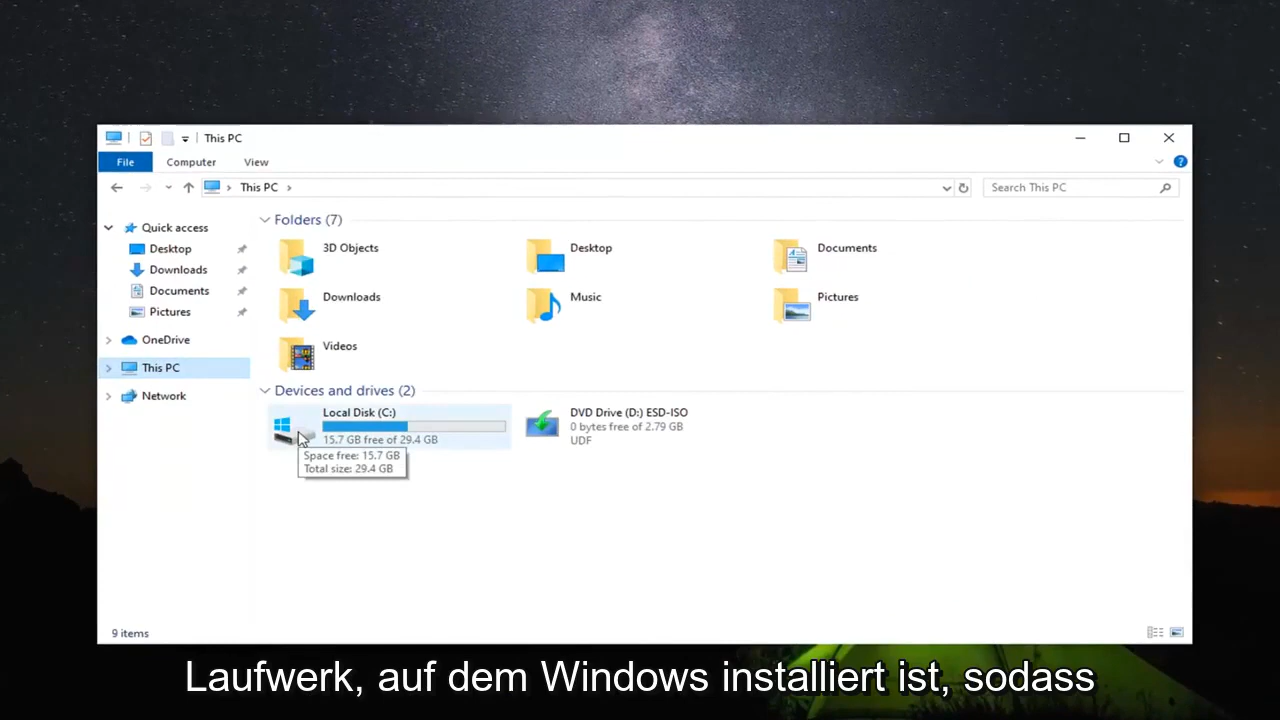 This PC
File Computer View
This PC
Search This PC
Quick access
Desktop
Downloads
Documents
Pictures
OneDrive
This PC
Network
Folders (7)
3D Objects
Desktop
Documents
Downloads
Music
Pictures
Videos
Devices and drives (2)
Local Disk (C:)
15.7 GB free of 29.4 GB
Space free: 15.7 GB
Total size: 29.4 GB
DVD Drive (D:) ESD-ISO
0 bytes free of 2.79 GB
UDF
9 items
Laufwerk, auf dem Windows installiert ist, sodass